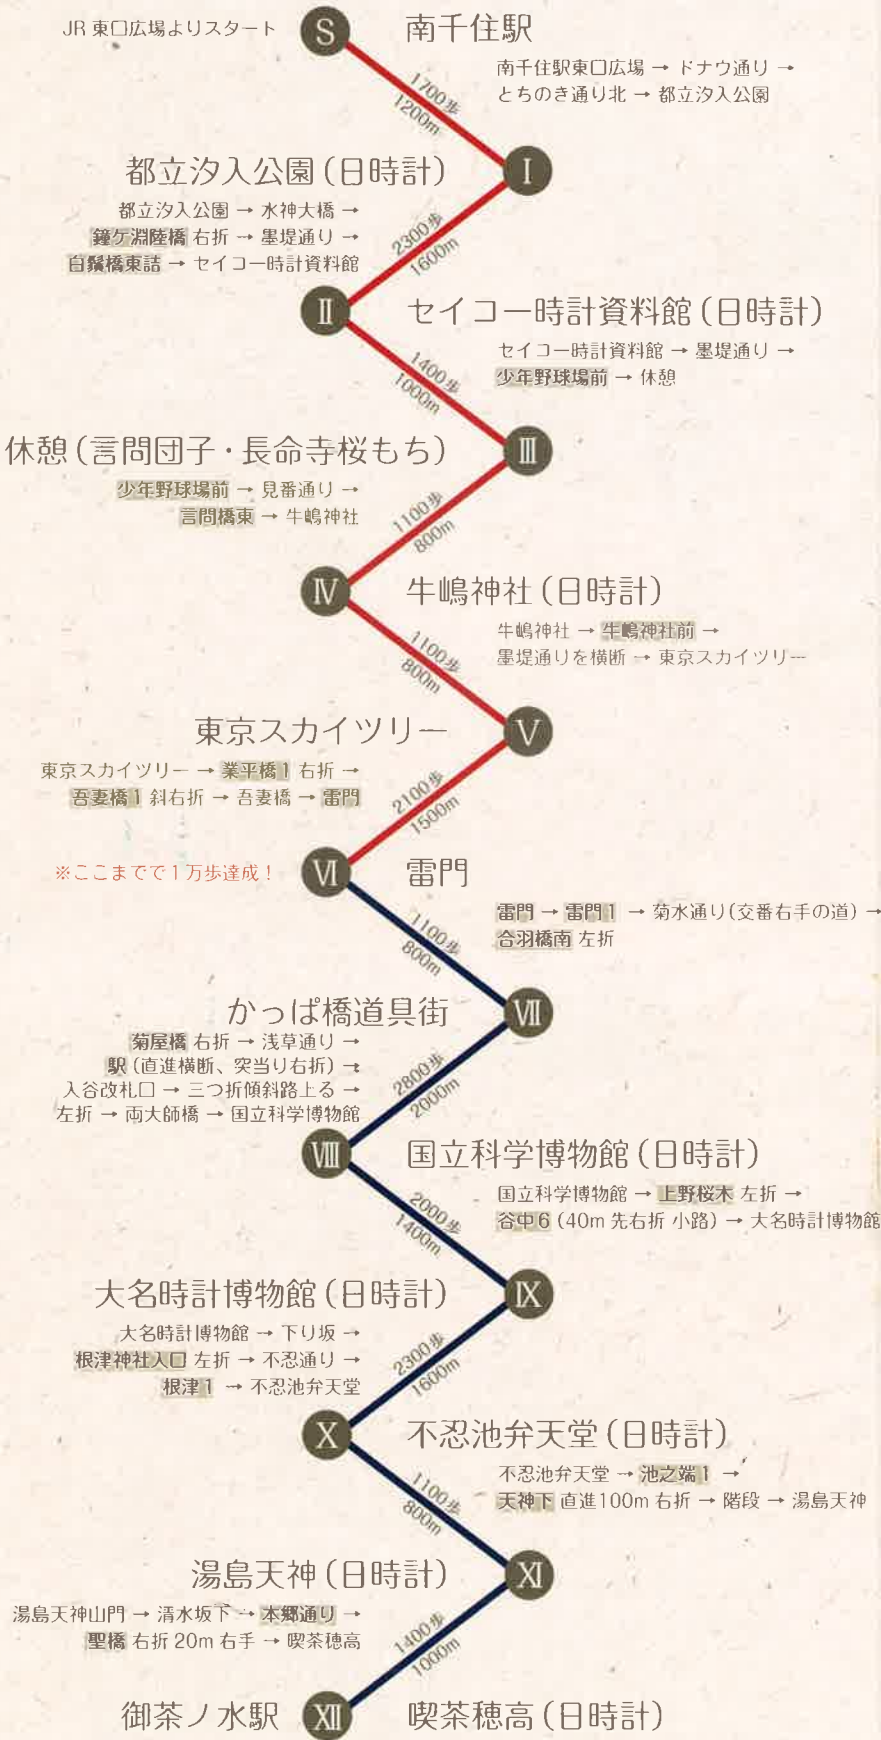 JR 東口広場よりスタート
S
南千住駅
南千住駅東口広場 → ドナウ通り →
とちのき通り北 → 都立汐入公園
1700歩
1200m
I
都立汐入公園 (日時計)
都立汐入公園 → 水神大橋 →
鐘ケ淵陸橋 右折 → 墨堤通り →
白鬚橋東詰 → セイコー時計資料館
2300歩
1600m
II
セイコー時計資料館 (日時計)
セイコー時計資料館 → 墨堤通り →
少年野球場前 → 休憩
1400歩
1000m
III
休憩 (言問団子・長命寺桜もち)
少年野球場前 → 見番通り →
言問橋東 → 牛嶋神社
1100歩
800m
IV
牛嶋神社 (日時計)
牛嶋神社 → 牛嶋神社前 →
墨堤通りを横断 → 東京スカイツリー
1100歩
800m
V
東京スカイツリー
東京スカイツリー → 業平橋1 右折 →
吾妻橋1 斜右折 → 吾妻橋 → 雷門
2100歩
1500m
※ここまでで1万歩達成！
VI
雷門
雷門 → 雷門1 → 菊水通り(交番右手の道) →
合羽橋南 左折
1100歩
800m
VII
かっぱ橋道具街
菊屋橋 右折 → 浅草通り →
駅 (直進横断、突当り右折) →
入谷改札口 → 三つ折傾斜路上る →
左折 → 両大師橋 → 国立科学博物館
2800歩
2000m
VIII
国立科学博物館 (日時計)
国立科学博物館 → 上野桜木 左折 →
谷中6 (40m 先右折 小路) → 大名時計博物館
2000歩
1400m
IX
大名時計博物館 (日時計)
大名時計博物館 → 下り坂 →
根津神社入口 左折 → 不忍通り →
根津1 → 不忍池弁天堂
2300歩
1600m
X
不忍池弁天堂 (日時計)
不忍池弁天堂 → 池之端1 →
天神下 直進100m 右折 → 階段 → 湯島天神
1100歩
800m
XI
湯島天神 (日時計)
湯島天神山門 → 清水坂下 → 本郷通り →
聖橋 右折 20m 右手 → 喫茶穂高
1400歩
1000m
御茶ノ水駅
XII
喫茶穂高 (日時計)